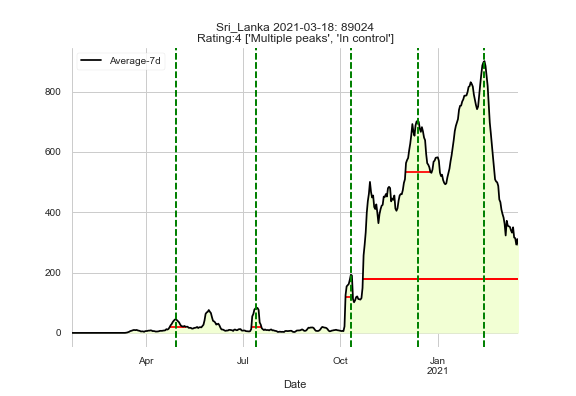 Sri_Lanka 2021-03-18: 89024
Rating:4 ['Multiple peaks', 'In control']
Average-7d
800
600
400
200
0
Apr
Jul
Oct
Jan
2021
Date